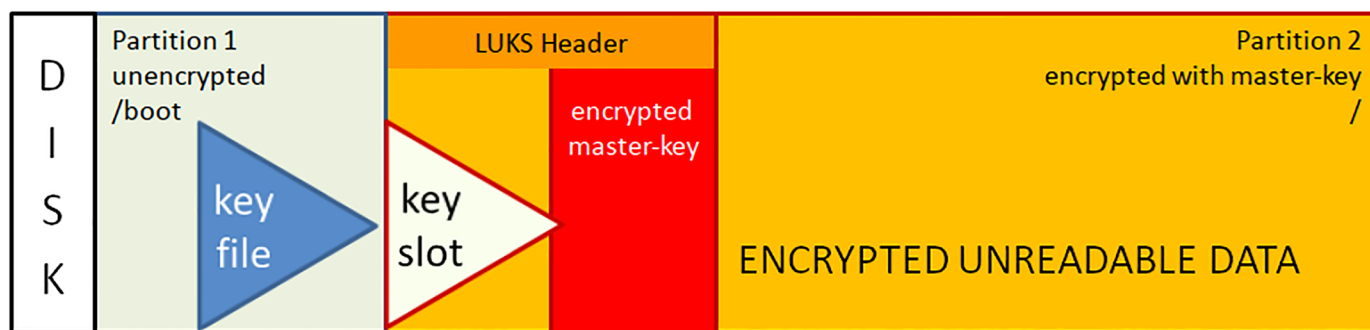 DISK
Partition 1
unencrypted
/boot
key
file
LUKS Header
key
slot
encrypted
master-key
Partition 2
encrypted with master-key
/
ENCRYPTED UNREADABLE DATA